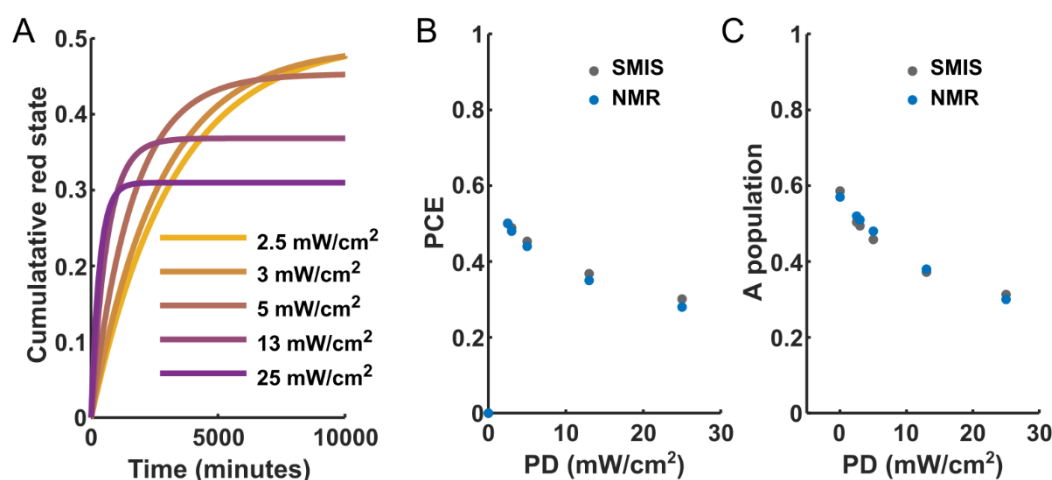 A
Cumulatative red state
0.5
0.4
0.3
0.2
0.1
0
2.5 mW/cm²
3 mW/cm²
5 mW/cm²
13 mW/cm²
25 mW/cm²
0 5000 10000
Time (minutes)
B
PCE
1
0.8
0.6
0.4
0.2
0
SMIS
NMR
0 10 20 30
PD (mW/cm²)
C
A population
1
0.8
0.6
0.4
0.2
0
SMIS
NMR
0 10 20 30
PD (mW/cm²)